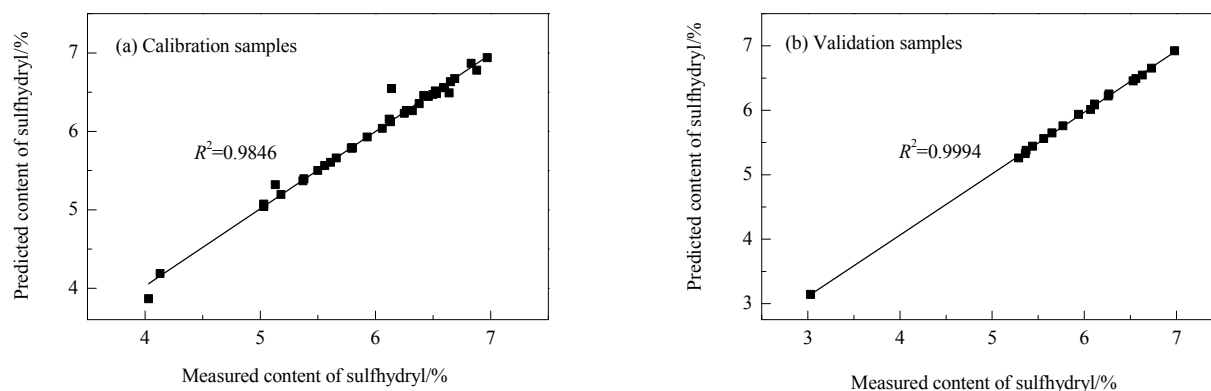 (a) Calibration samples
7
6
5
4
R²=0.9846
4 5 6 7
Measured content of sulfhydryl/%
Predicted content of sulfhydryl/%
(b) Validation samples
7
6
5
4
3
R²=0.9994
3 4 5 6 7
Measured content of sulfhydryl/%
Predicted content of sulfhydryl/%